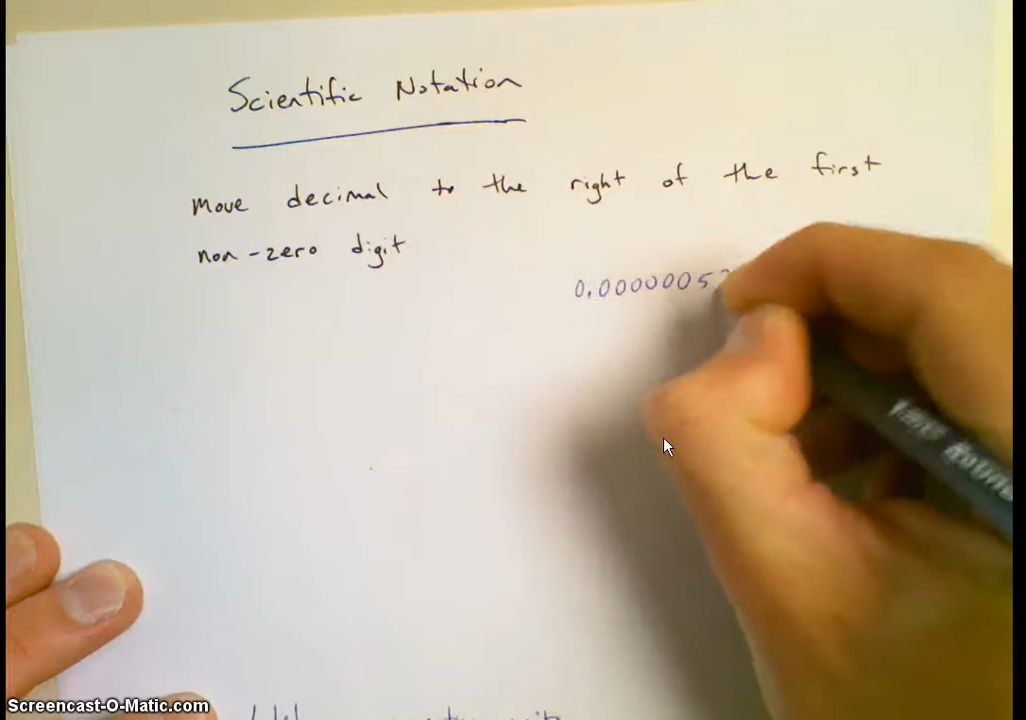 Scientific Notation
Move decimal to the right of the first
non-zero digit
0.0000005
Screencast-O-Matic.com